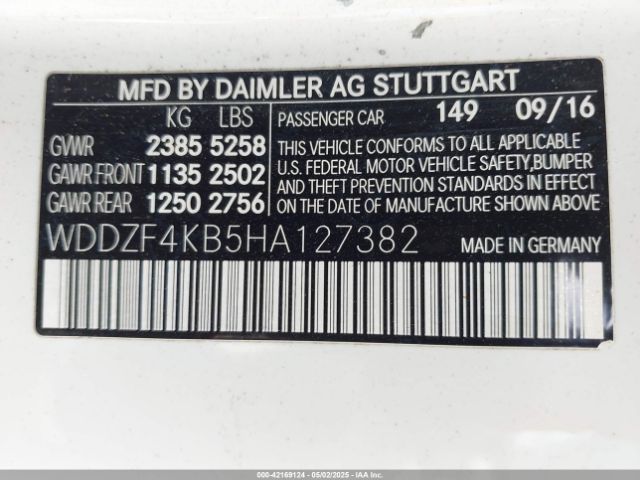 MFD BY DAIMLER AG STUTTGART
KG LBS
GVWR 2385 5258
GAWR FRONT 1135 2502
GAWR REAR 1250 2756
PASSENGER CAR 149 09/16
THIS VEHICLE CONFORMS TO ALL APPLICABLE
U.S. FEDERAL MOTOR VEHICLE SAFETY,BUMPER
AND THEFT PREVENTION STANDARDS IN EFFECT
ON THE DATE OF MANUFACTURE SHOWN ABOVE
WDDZF4KB5HA127382 MADE IN GERMANY
000-42169124 - 05/02/2025 - COPART.COM